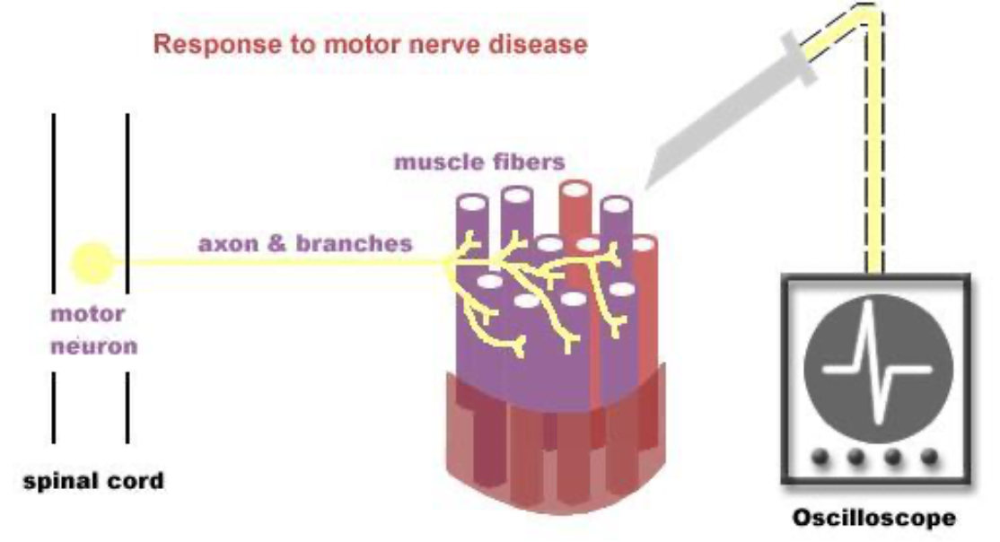 Response to motor nerve disease
muscle fibers
axon & branches
motor
neuron
spinal cord
Oscilloscope